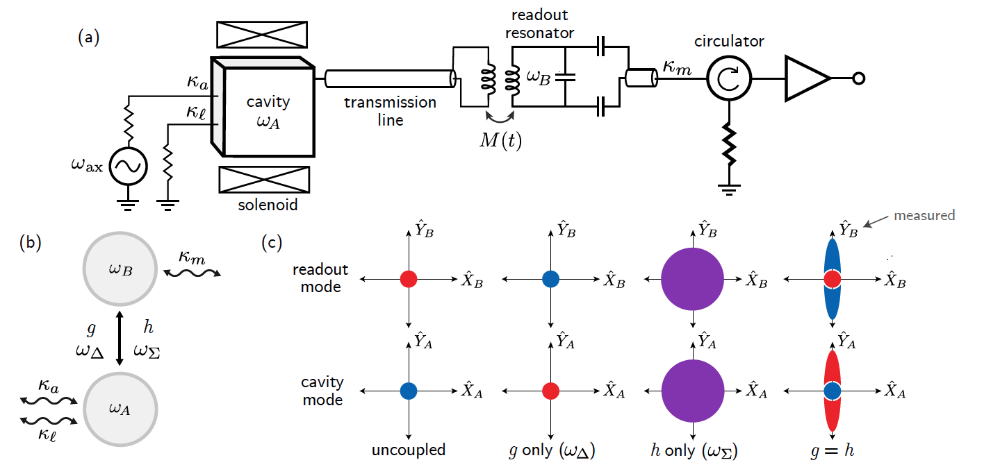 (a)
readout
resonator
circulator
κ_a
κ_ℓ
cavity
ω_A
ω_B
κ_m
transmission
line
M(t)
ω_ax
solenoid
(b)
ω_B
κ_m
g
h
ω_Δ
ω_Σ
κ_a
κ_ℓ
ω_A
(c)
measured
Ŷ_B
Ŷ_B
Ŷ_B
Ŷ_B
readout
mode
X̂_B
X̂_B
X̂_B
X̂_B
Ŷ_A
Ŷ_A
Ŷ_A
Ŷ_A
cavity
mode
X̂_A
X̂_A
X̂_A
X̂_A
uncoupled
g only (ω_Δ)
h only (ω_Σ)
g = h